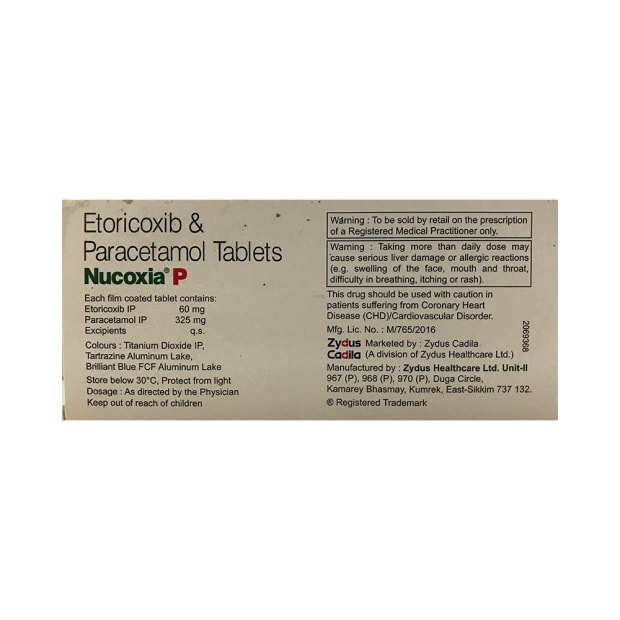 Etoricoxib &
Paracetamol Tablets
Nucoxia® P
Each film coated tablet contains:
Etoricoxib IP 60 mg
Paracetamol IP 325 mg
Excipients q.s.
Colours : Titanium Dioxide IP,
Tartrazine Aluminum Lake,
Brilliant Blue FCF Aluminum Lake
Store below 30°C, Protect from light
Dosage : As directed by the Physician
Keep out of reach of children
Warning : To be sold by retail on the prescription
of a Registered Medical Practitioner only.
Warning : Taking more than daily dose may
cause serious liver damage or allergic reactions
(e.g. swelling of the face, mouth and throat,
difficulty in breathing, itching or rash).
This drug should be used with caution in
patients suffering from Coronary Heart
Disease (CHD)/Cardiovascular Disorder.
Mfg. Lic. No. : M/765/2016
Zydus Marketed by : Zydus Cadila
Cadila (A division of Zydus Healthcare Ltd.)
Manufactured by : Zydus Healthcare Ltd. Unit-II
967 (P), 968 (P), 970 (P), Duga Circle,
Kamarey Bhasmay, Kumrek, East-Sikkim 737 132.
® Registered Trademark
2069368